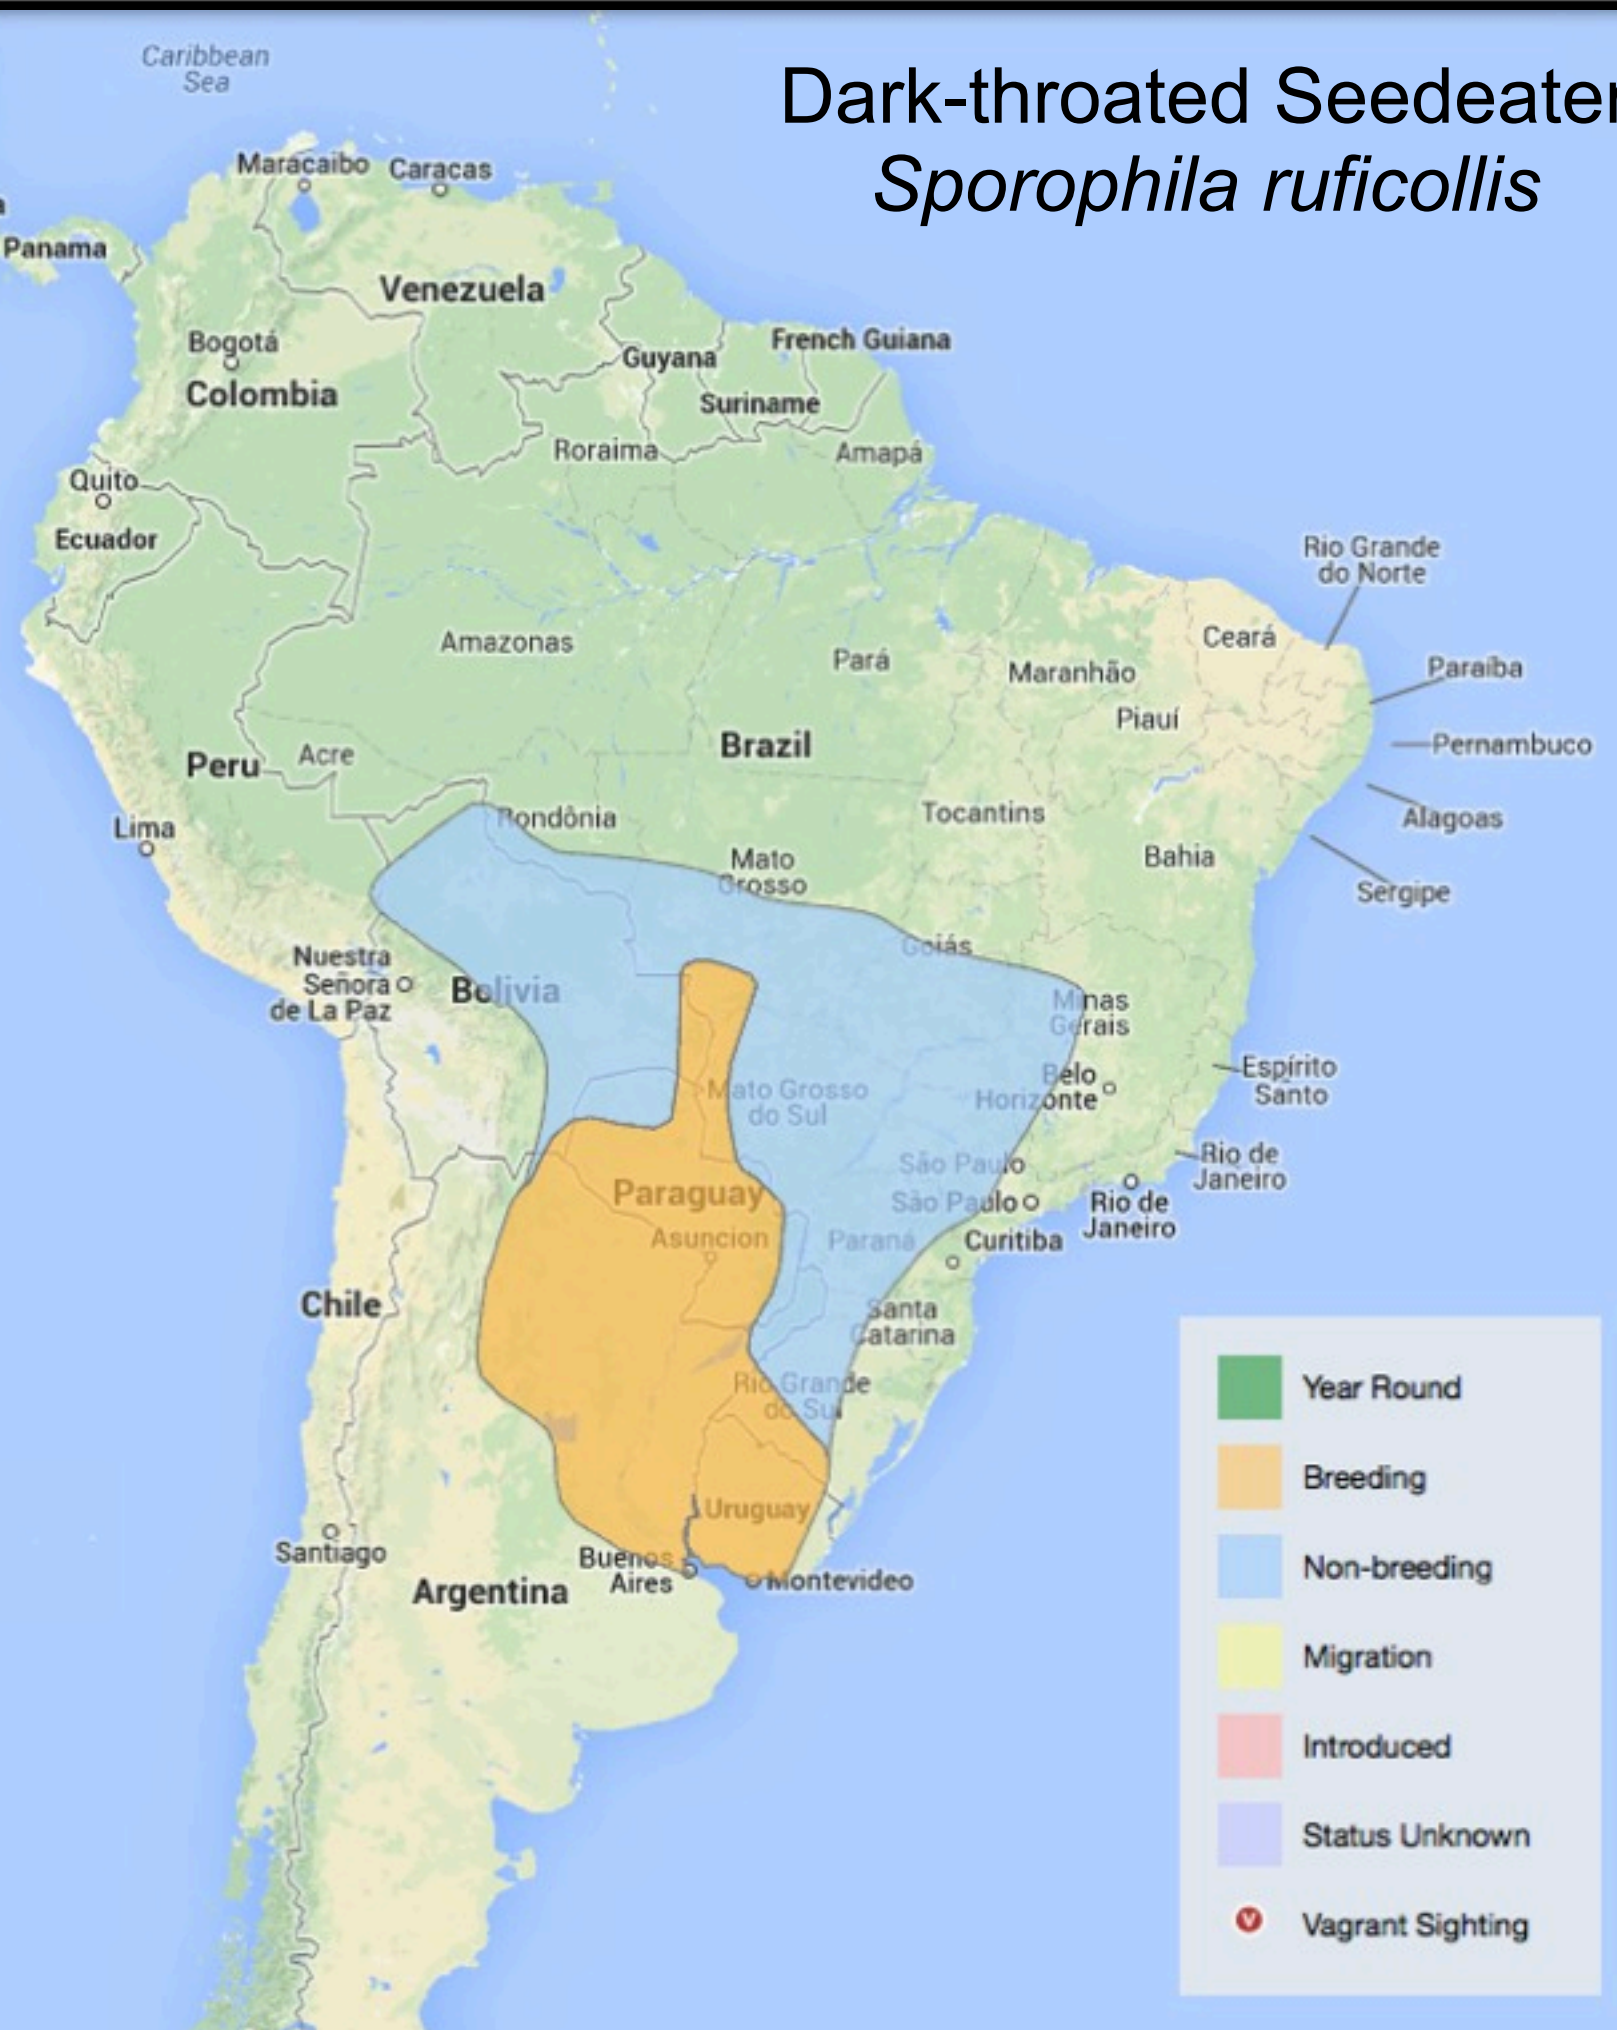 Caribbean
Sea
Dark-throated Seedeater
Sporophila ruficollis
Maracaibo
Caracas
Panama
Venezuela
Bogotá
Guyana
French Guiana
Colombia
Suriname
Roraima
Amapá
Quito
Ecuador
Rio Grande
do Norte
Amazonas
Pará
Ceará
Maranhão
Paraíba
Piauí
Brazil
Pernambuco
Peru
Acre
Rondônia
Tocantins
Alagoas
Lima
Mato
Grosso
Bahia
Sergipe
Goiás
Nuestra
Señora
de La Paz
Bolivia
Minas
Gerais
Belo
Horizonte
Espírito
Santo
Mato Grosso
do Sul
São Paulo
São Paulo
Rio de
Janeiro
Rio de
Janeiro
Paraguay
Asuncion
Paraná
Curitiba
Chile
Santa
Catarina
Rio Grande
do Sul
Uruguay
Santiago
Buenos
Aires
Montevideo
Argentina
Year Round
Breeding
Non-breeding
Migration
Introduced
Status Unknown
V
Vagrant Sighting